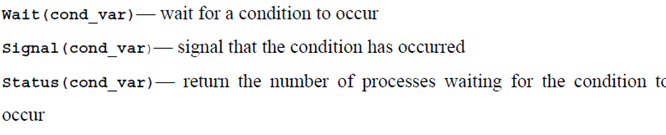 Wait(cond_var)— wait for a condition to occur
Signal(cond_var)— signal that the condition has occurred
Status(cond_var)— return the number of processes waiting for the condition to
occur